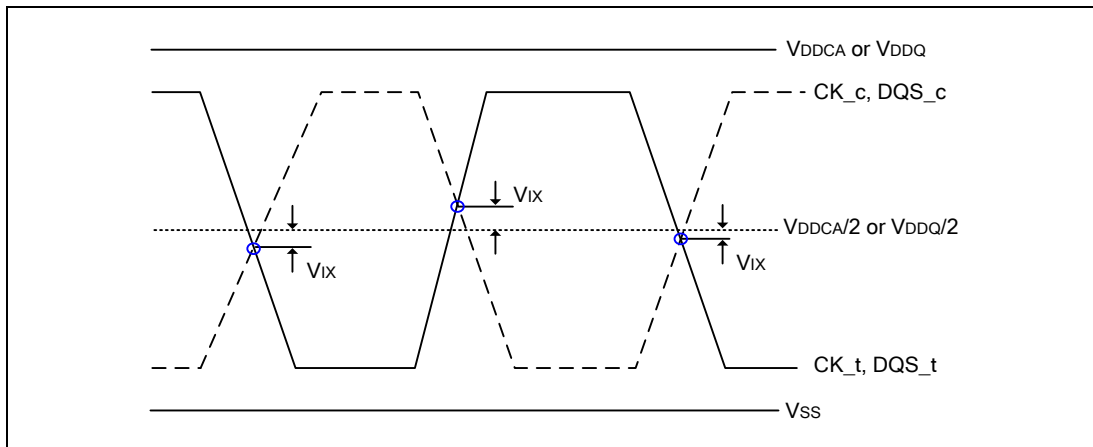 VDDCA or VDDQ
CK_c, DQS_c
VIX
VDDCA/2 or VDDQ/2
VIX
VIX
CK_t, DQS_t
VSS